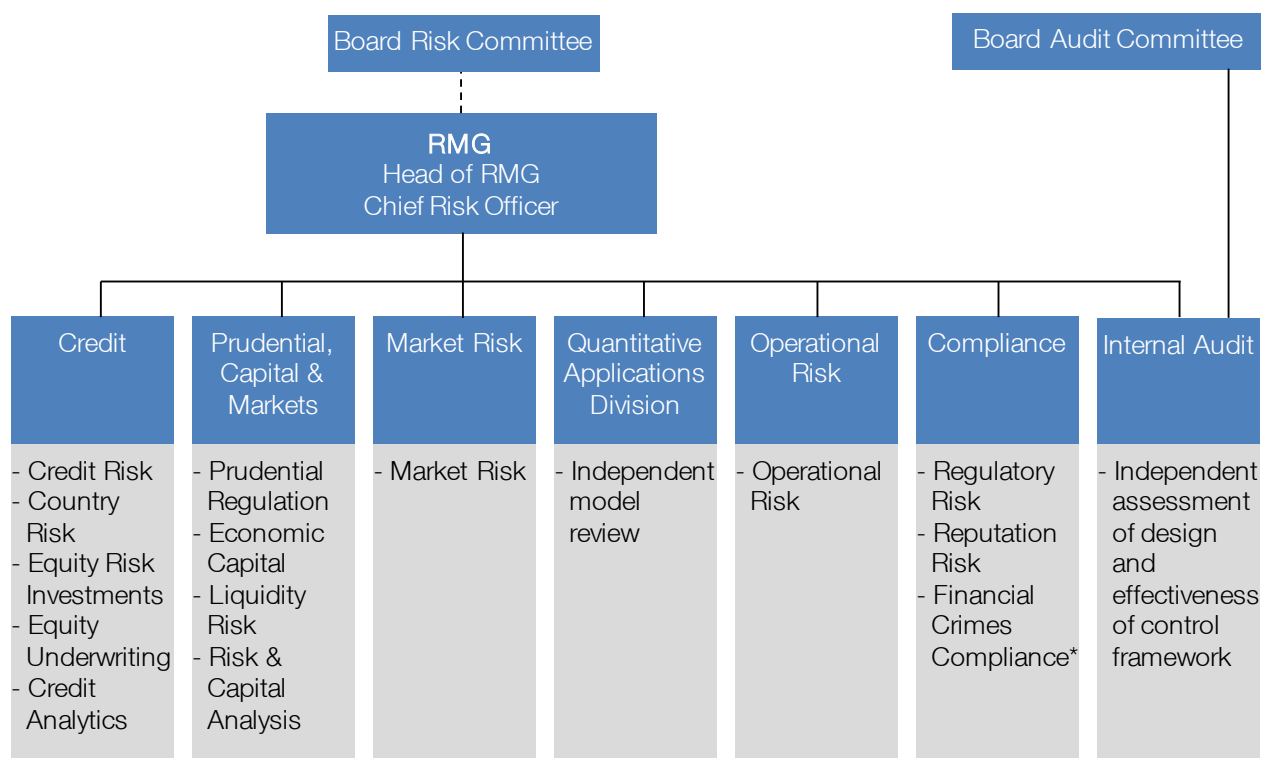 Board Risk Committee
Board Audit Committee
RMG
Head of RMG
Chief Risk Officer
Credit
- Credit Risk
- Country
Risk
- Equity Risk
Investments
- Equity
Underwriting
- Credit
Analytics
Prudential,
Capital &
Markets
- Prudential
Regulation
- Economic
Capital
- Liquidity
Risk
- Risk &
Capital
Analysis
Market Risk
- Market Risk
Quantitative
Applications
Division
- Independent
model
review
Operational
Risk
- Operational
Risk
Compliance
- Regulatory
Risk
- Reputation
Risk
- Financial
Crimes
Compliance*
Internal Audit
- Independent
assessment
of design
and
effectiveness
of control
framework